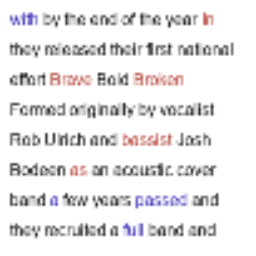 with by the end of the year In
they released their first national
effort Brave Bold Broken
Formed originally by vocalist
Rob Ulrich and bassist Josh
Bodeen as an acoustic cover
band a few years passed and
they recruited a full band and